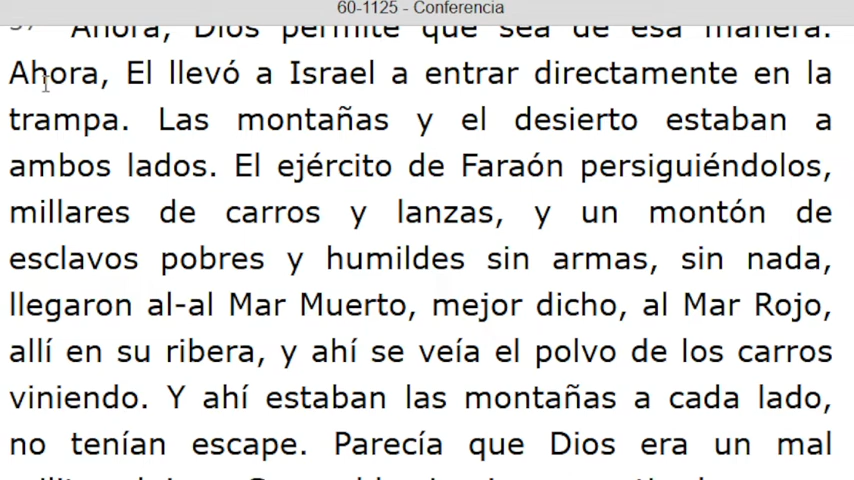 60-1125 - Conferencia
Ahora, Dios permite que sea de esa manera.
Ahora, El llevó a Israel a entrar directamente en la
trampa. Las montañas y el desierto estaban a
ambos lados. El ejército de Faraón persiguiéndolos,
millares de carros y lanzas, y un montón de
esclavos pobres y humildes sin armas, sin nada,
llegaron al-al Mar Muerto, mejor dicho, al Mar Rojo,
allí en su ribera, y ahí se veía el polvo de los carros
viniendo. Y ahí estaban las montañas a cada lado,
no tenían escape. Parecía que Dios era un mal